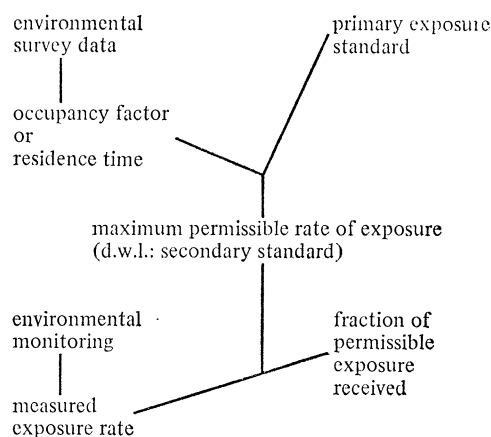 environmental
survey data
primary exposure
standard
occupancy factor
or
residence time
maximum permissible rate of exposure
(d.w.l.: secondary standard)
environmental
monitoring
measured
exposure rate
fraction of
permissible
exposure
received